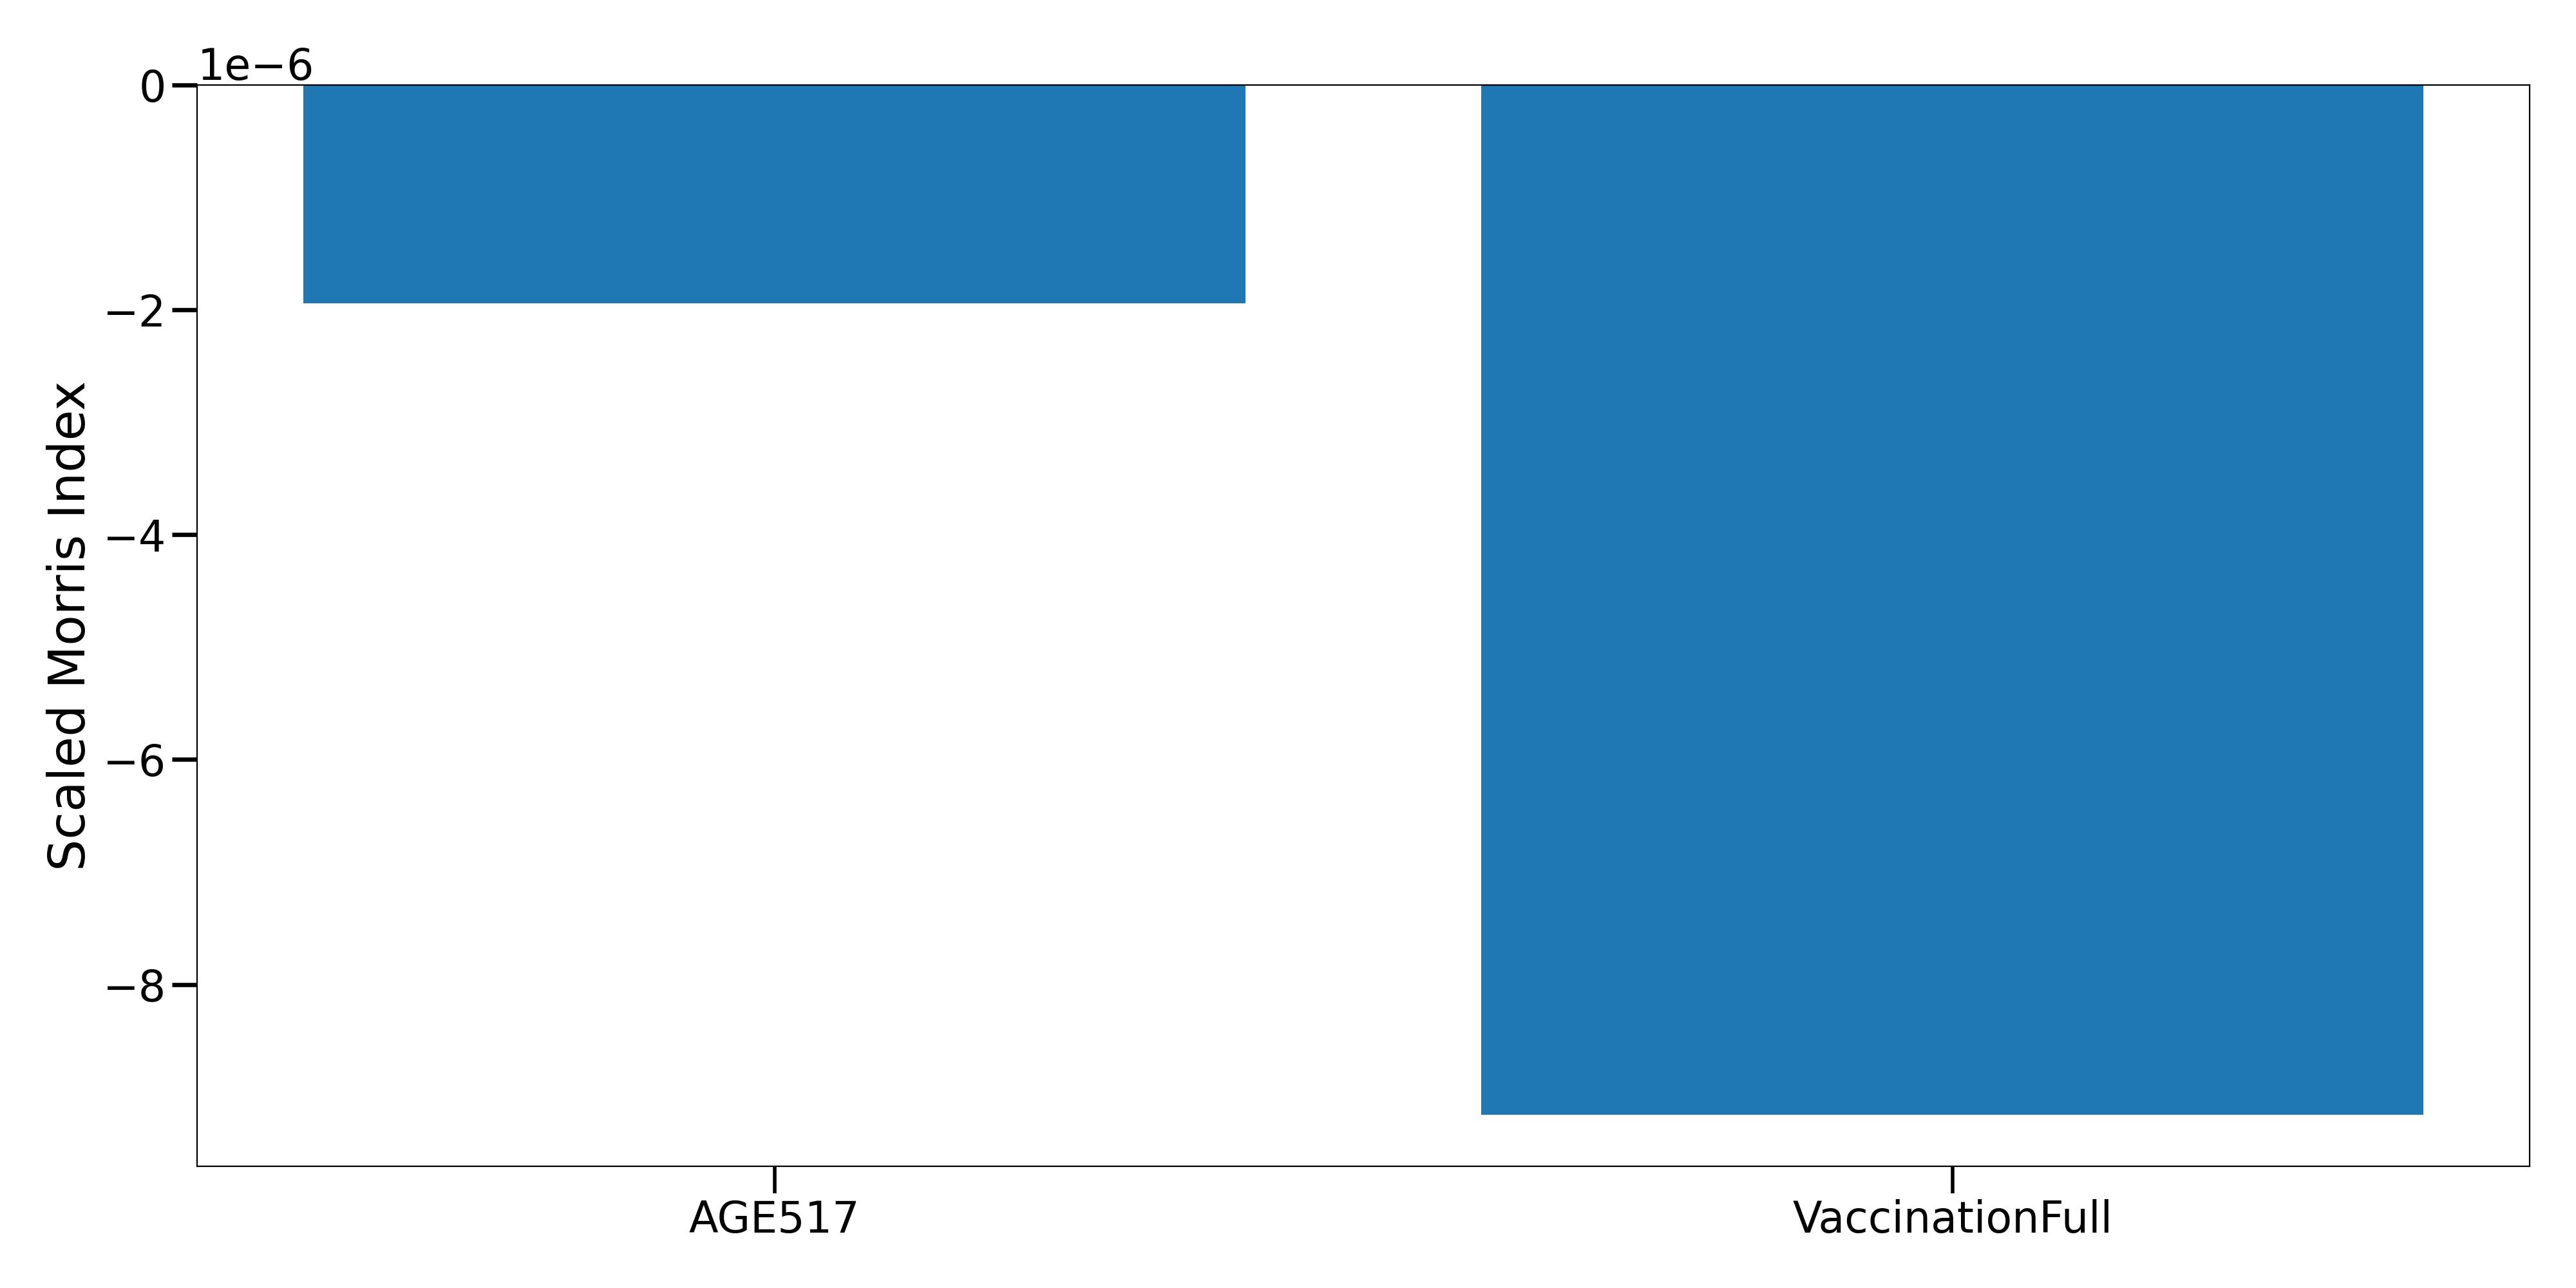 1e−6
0
−2
−4
−6
−8
Scaled Morris Index
AGE517
VaccinationFull